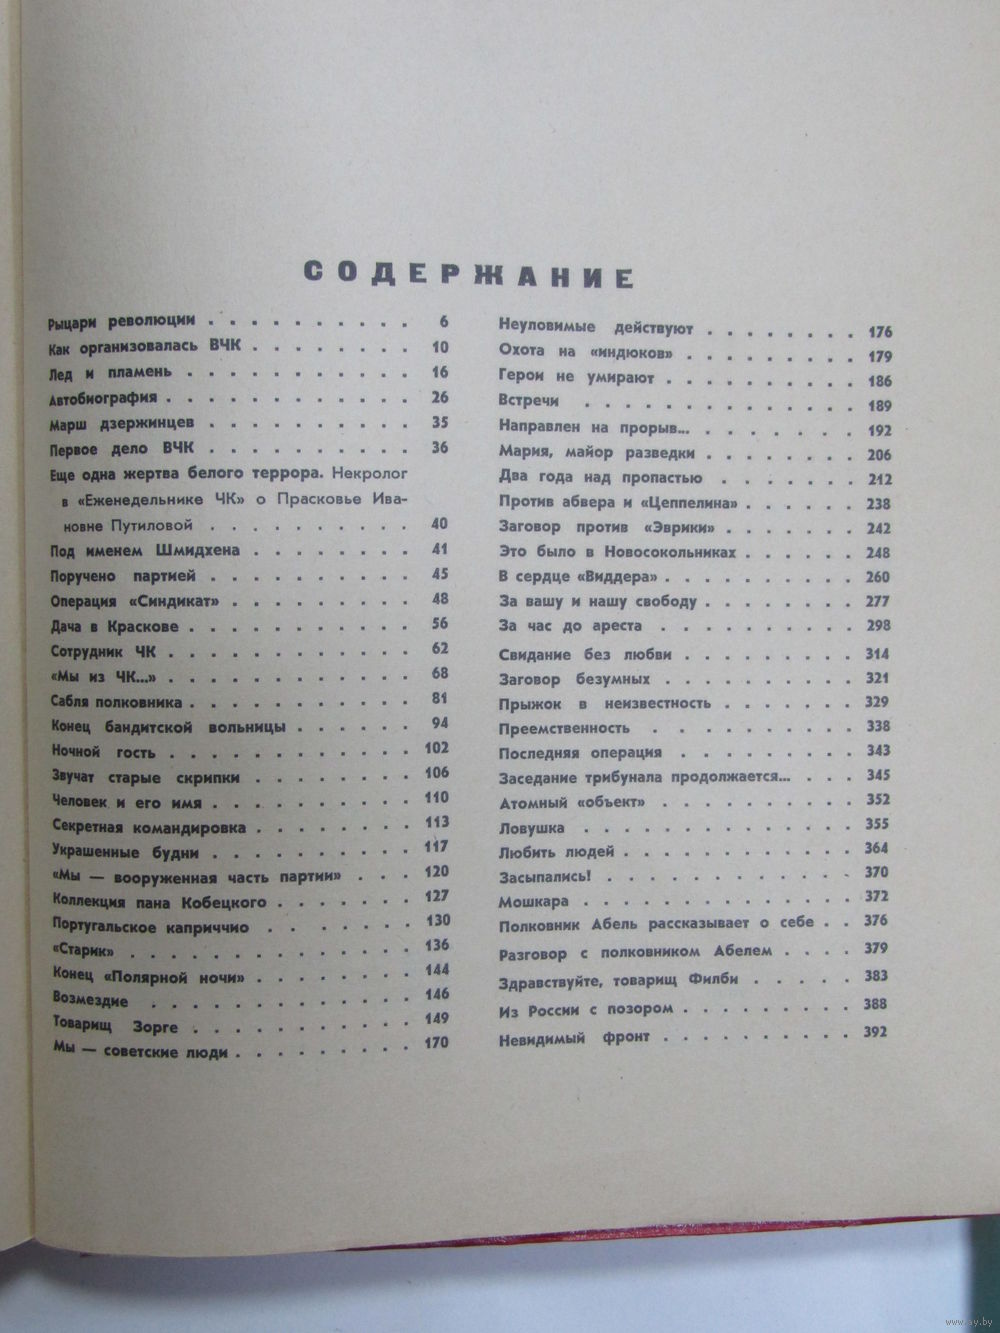 СОДЕРЖАНИЕ
Рыцари революции . . . . . . . . . . 6
Как организовалась ВЧК . . . . . . . . 10
Лед и пламень . . . . . . . . . . . 16
Автобиография . . . . . . . . . . . . 26
Марш дзержинцев . . . . . . . . . . 35
Первое дело ВЧК . . . . . . . . . . 36
Еще одна жертва белого террора. Некролог
в «Еженедельнике ЧК» о Прасковье Ива-
новне Путиловой . . . . . . . . . . 40
Под именем Шмидхена . . . . . . . . 41
Поручено партией . . . . . . . . . . 45
Операция «Синдикат» . . . . . . . . . 48
Дача в Краскове . . . . . . . . . . . 56
Сотрудник ЧК . . . . . . . . . . . . 62
«Мы из ЧК...» . . . . . . . . . . . . 68
Сабля полковника . . . . . . . . . . . 81
Конец бандитской вольницы . . . . . . 94
Ночной гость . . . . . . . . . . . . 102
Звучат старые скрипки . . . . . . . . 106
Человек и его имя . . . . . . . . . . 110
Секретная командировка . . . . . . . . 113
Украшенные будни . . . . . . . . . . 117
«Мы — вооруженная часть партии» . . . 120
Коллекция пана Кобецкого . . . . . . . 127
Португальское каприччио . . . . . . . 130
«Старик» . . . . . . . . . . . . . . 136
Конец «Полярной ночи» . . . . . . . . 144
Возмездие . . . . . . . . . . . . . 146
Товарищ Зорге . . . . . . . . . . . 149
Мы — советские люди . . . . . . . . . 170
Неуловимые действуют . . . . . . . . 176
Охота на «индюков» . . . . . . . . . 179
Герои не умирают . . . . . . . . . . 186
Встречи . . . . . . . . . . . . . 189
Направлен на прорыв... . . . . . . . . 192
Мария, майор разведки . . . . . . . . 206
Два года над пропастью . . . . . . . 212
Против абвера и «Цеппелина» . . . . . . 238
Заговор против «Эврики» . . . . . . . 242
Это было в Новосокольниках . . . . . . 248
В сердце «Виддера» . . . . . . . . . . 260
За вашу и нашу свободу . . . . . . . . 277
За час до ареста . . . . . . . . . . 298
Свидание без любви . . . . . . . . . 314
Заговор безумных . . . . . . . . . . 321
Прыжок в неизвестность . . . . . . . 329
Преемственность . . . . . . . . . . 338
Последняя операция . . . . . . . . . 343
Заседание трибунала продолжается... . . . 345
Атомный «объект» . . . . . . . . . . 352
Ловушка . . . . . . . . . . . . . 355
Любить людей . . . . . . . . . . . . 364
Засыпались! . . . . . . . . . . . . 370
Мошкара . . . . . . . . . . . . . . 372
Полковник Абель рассказывает о себе . . 376
Разговор с полковником Абелем . . . . 379
Здравствуйте, товарищ Филби . . . . . 383
Из России с позором . . . . . . . . . 388
Невидимый фронт . . . . . . . . . . 392
www.ay.by